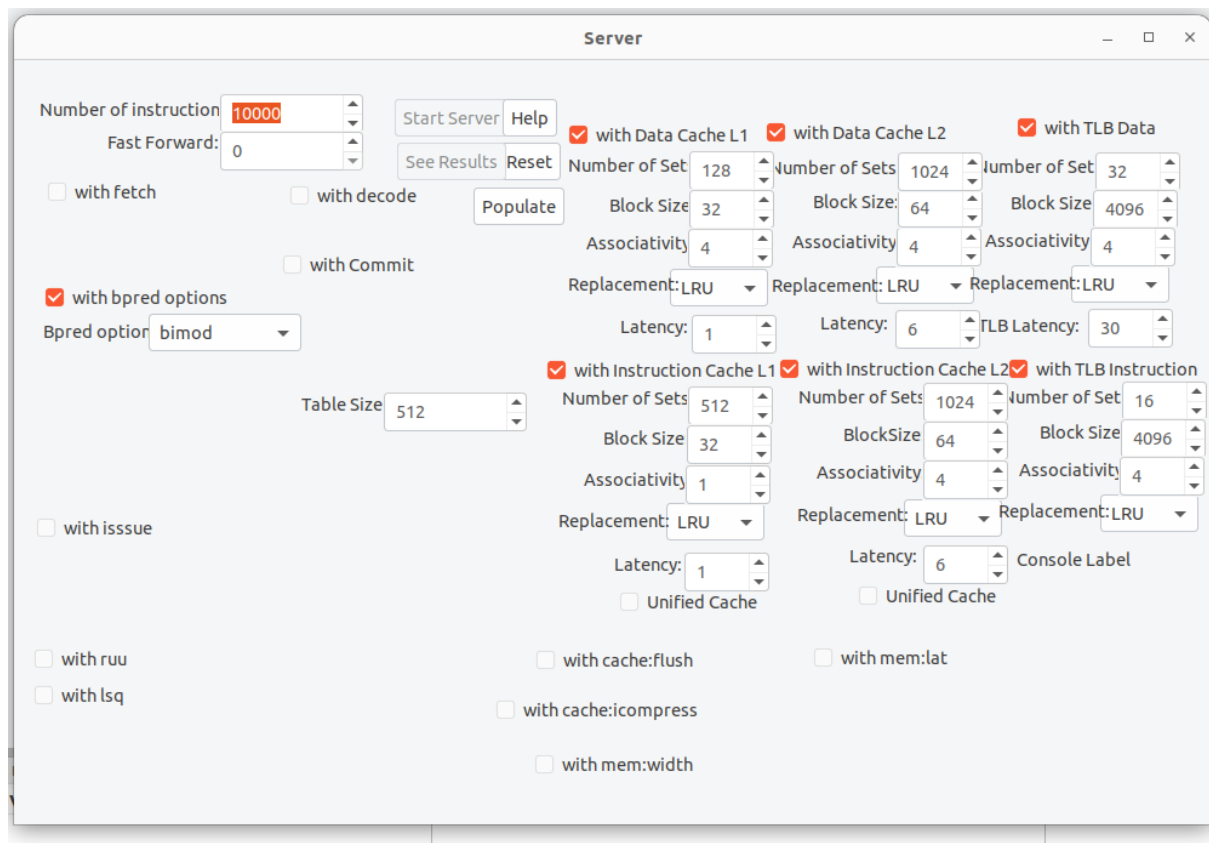 Server
Number of instruction 10000
Fast Forward: 0
Start Server Help
See Results Reset
Populate
with fetch
with decode
with Commit
with bpred options
Bpred option bimod
Table Size 512
with isssue
with ruu
with lsq
with Data Cache L1
Number of Set 128
Block Size 32
Associativity 4
Replacement: LRU
Latency: 1
with Data Cache L2
Number of Sets 1024
Block Size: 64
Associativity 4
Replacement: LRU
Latency: 6
with TLB Data
Number of Set 32
Block Size 4096
Associativity 4
Replacement: LRU
TLB Latency: 30
with Instruction Cache L1
Number of Sets 512
Block Size 32
Associativity 1
Replacement: LRU
Latency: 1
Unified Cache
with Instruction Cache L2
Number of Sets 1024
BlockSize 64
Associativity 4
Replacement: LRU
Latency: 6
Unified Cache
with TLB Instruction
Number of Set 16
Block Size 4096
Associativity 4
Replacement: LRU
Console Label
with cache:flush
with mem:lat
with cache:icompress
with mem:width